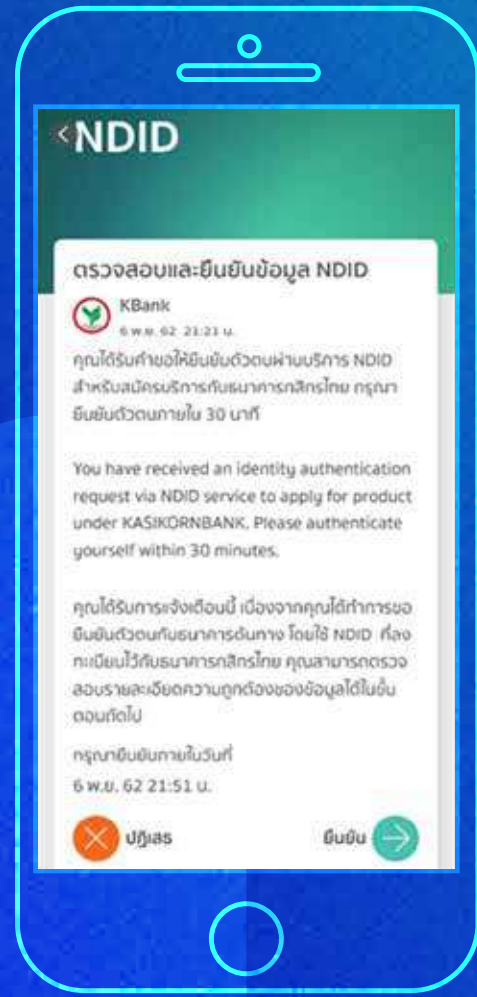 <NDID
ตรวจสอบและยืนยันข้อมูล NDID
KBank
6 พ.ย. 62 21:21 น.
คุณได้รับคำขอให้ยืนยันตัวตนผ่านบริการ NDID
สำหรับสมัครบริการกับธนาคารกสิกรไทย กรุณา
ยืนยันตัวตนภายใน 30 นาที
You have received an identity authentication
request via NDID service to apply for product
under KASIKORNBANK. Please authenticate
yourself within 30 minutes.
คุณได้รับการแจ้งเตือนนี้ เนื่องจากคุณได้ทำการขอ
ยืนยันตัวตนกับธนาคารต้นทาง โดยใช้ NDID ที่ลง
ทะเบียนไว้กับธนาคารกสิกรไทย คุณสามารถตรวจ
สอบรายละเอียดความถูกต้องของข้อมูลได้ในขั้น
ตอนถัดไป
กรุณายืนยันภายในวันที่
6 พ.ย. 62 21:51 น.
ปฏิเสธ ยืนยัน